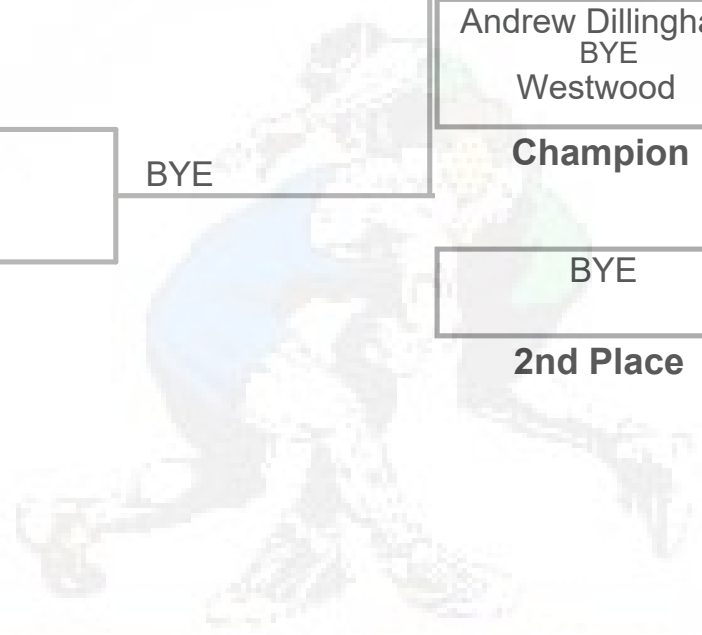 Andrew Dillingha
BYE
Westwood
Champion
BYE
BYE
2nd Place